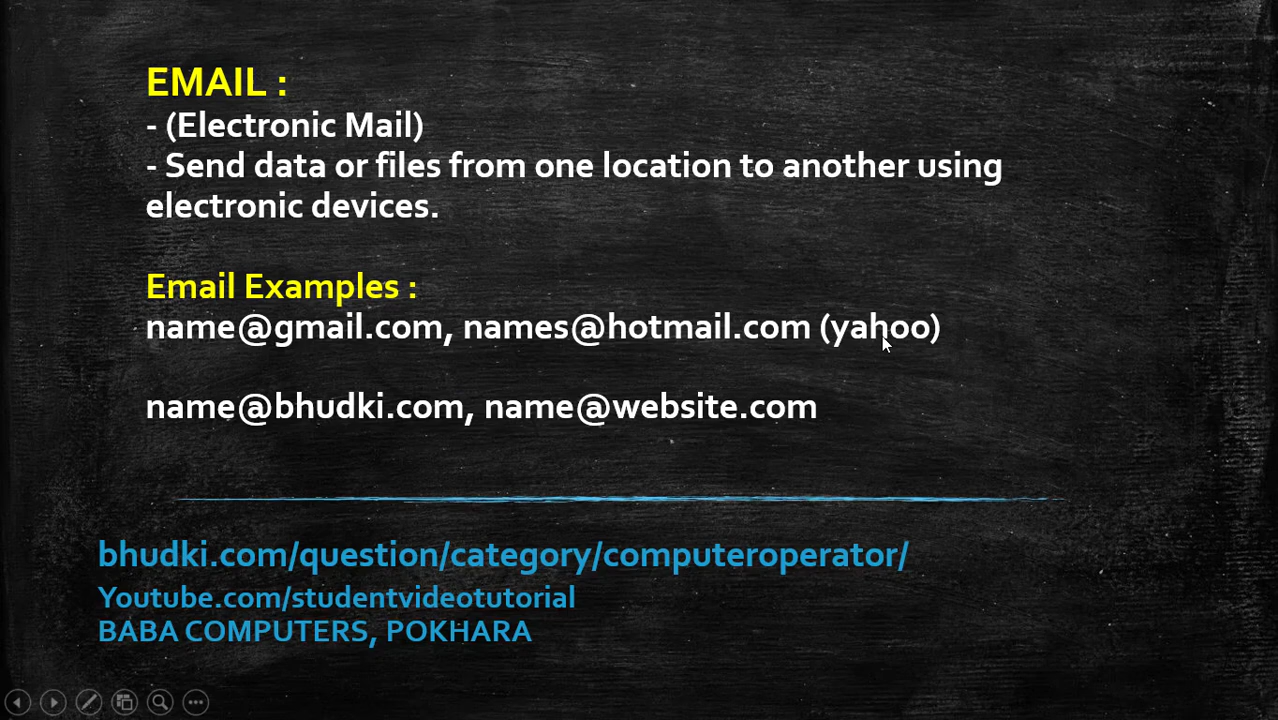 EMAIL :
- (Electronic Mail)
- Send data or files from one location to another using
electronic devices.
Email Examples :
name@gmail.com, names@hotmail.com (yahoo)
name@bhudki.com, name@website.com
bhudki.com/question/category/computeroperator/
Youtube.com/studentvideotutorial
BABA COMPUTERS, POKHARA